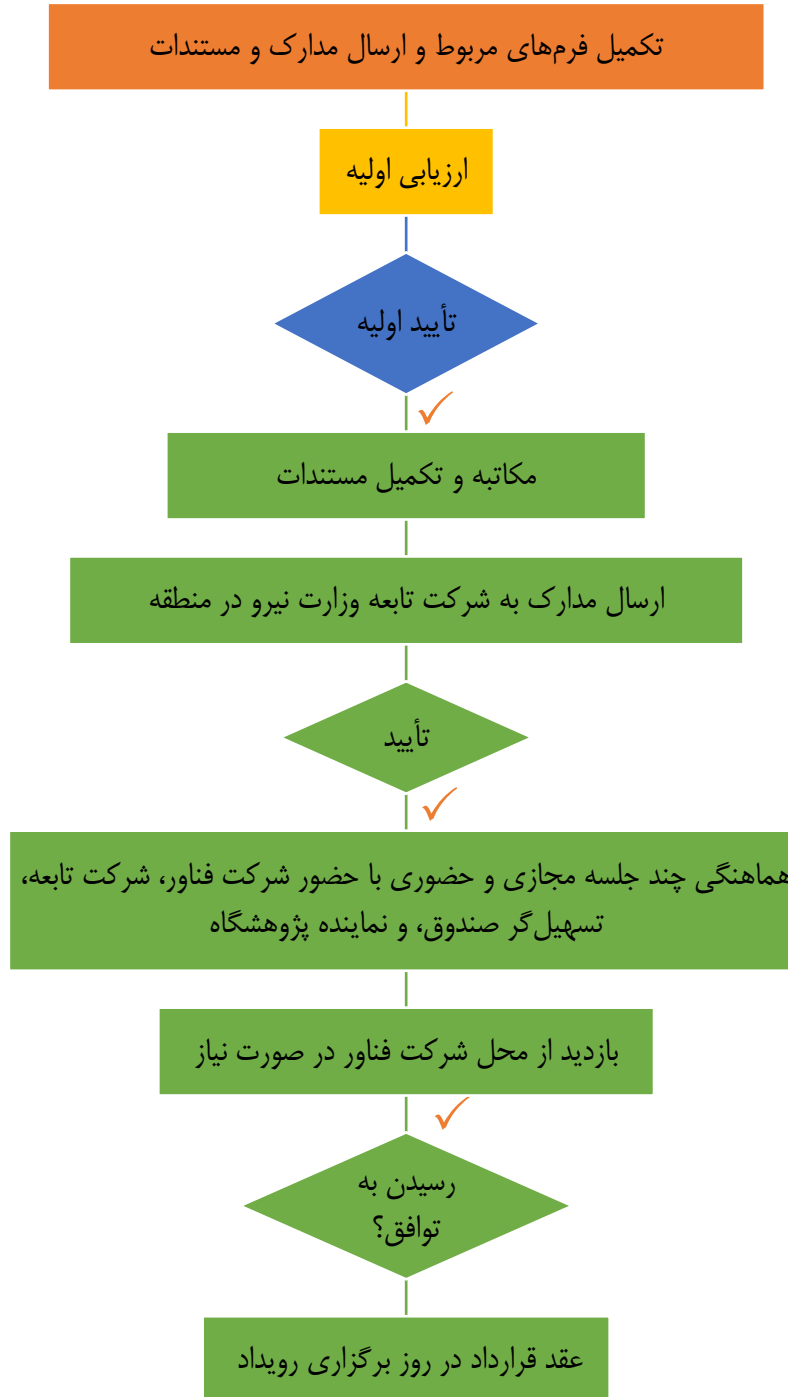 تکمیل فرم‌های مربوط و ارسال مدارک و مستندات
ارزیابی اولیه
تأیید اولیه
مکاتبه و تکمیل مستندات
ارسال مدارک به شرکت تابعه وزارت نیرو در منطقه
تأیید
هماهنگی چند جلسه مجازی و حضوری با حضور شرکت فناور، شرکت تابعه،
تسهیل‌گر صندوق، و نماینده پژوهشگاه
بازدید از محل شرکت فناور در صورت نیاز
رسیدن به
توافق؟
عقد قرارداد در روز برگزاری رویداد